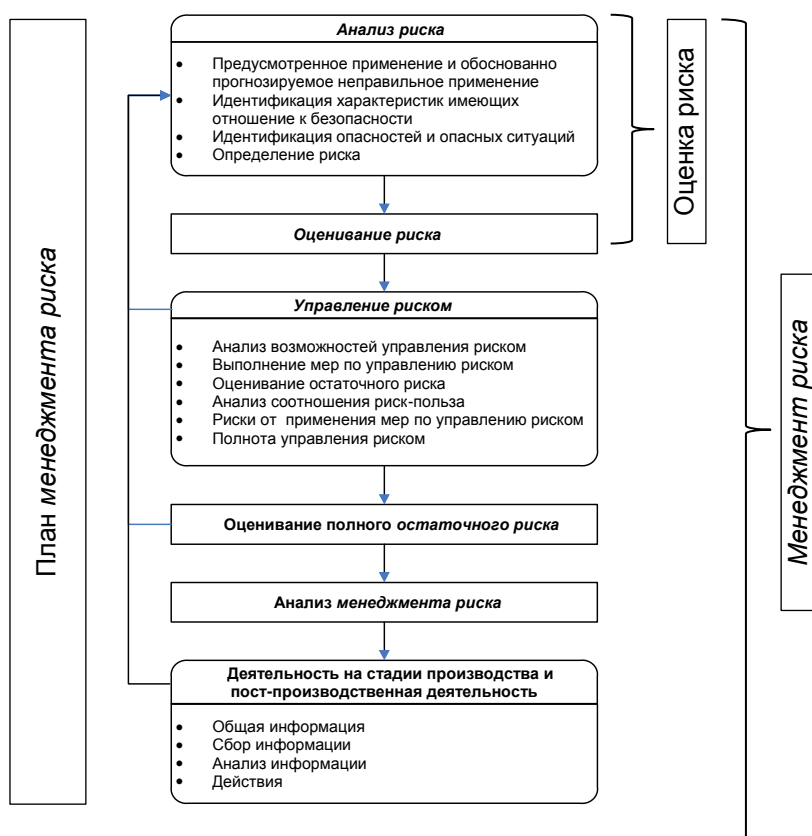 Анализ риска
• Предусмотренное применение и обоснованно
прогнозируемое неправильное применение
• Идентификация характеристик имеющих
отношение к безопасности
• Идентификация опасностей и опасных ситуаций
• Определение риска
Оценивание риска
Управление риском
• Анализ возможностей управления риском
• Выполнение мер по управлению риском
• Оценивание остаточного риска
• Анализ соотношения риск-польза
• Риски от применения мер по управлению риском
• Полнота управления риском
Оценивание полного остаточного риска
Анализ менеджмента риска
Деятельность на стадии производства и
пост-производственная деятельность
• Общая информация
• Сбор информации
• Анализ информации
• Действия
План менеджмента риска
Оценка риска
Менеджмент риска